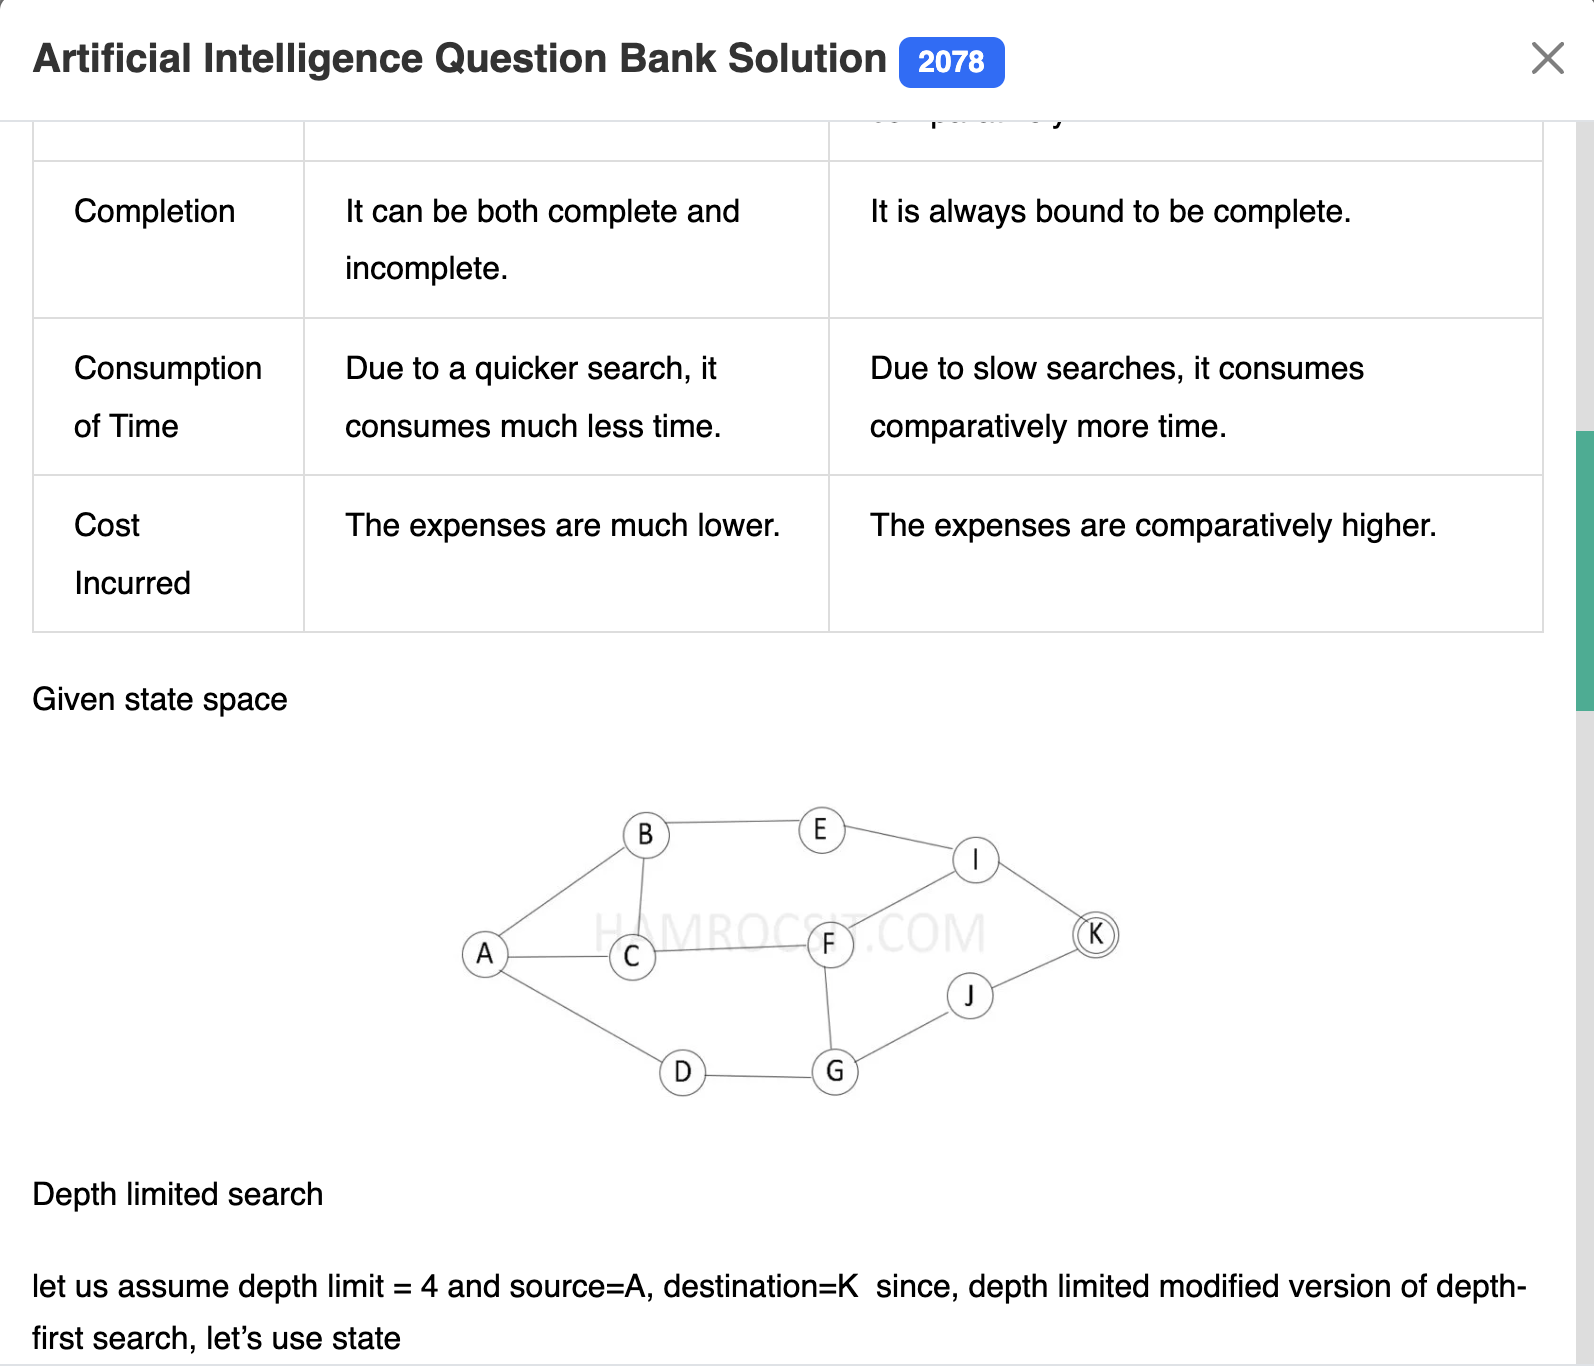 Artificial Intelligence Question Bank Solution 2078
Completion
It can be both complete and
incomplete.
It is always bound to be complete.
Consumption
of Time
Due to a quicker search, it
consumes much less time.
Due to slow searches, it consumes
comparatively more time.
Cost
Incurred
The expenses are much lower.
The expenses are comparatively higher.
Given state space
B
E
I
HAMROCSIT.COM
A
C
F
K
J
D
G
Depth limited search
let us assume depth limit = 4 and source=A, destination=K  since, depth limited modified version of depth-
first search, let’s use state